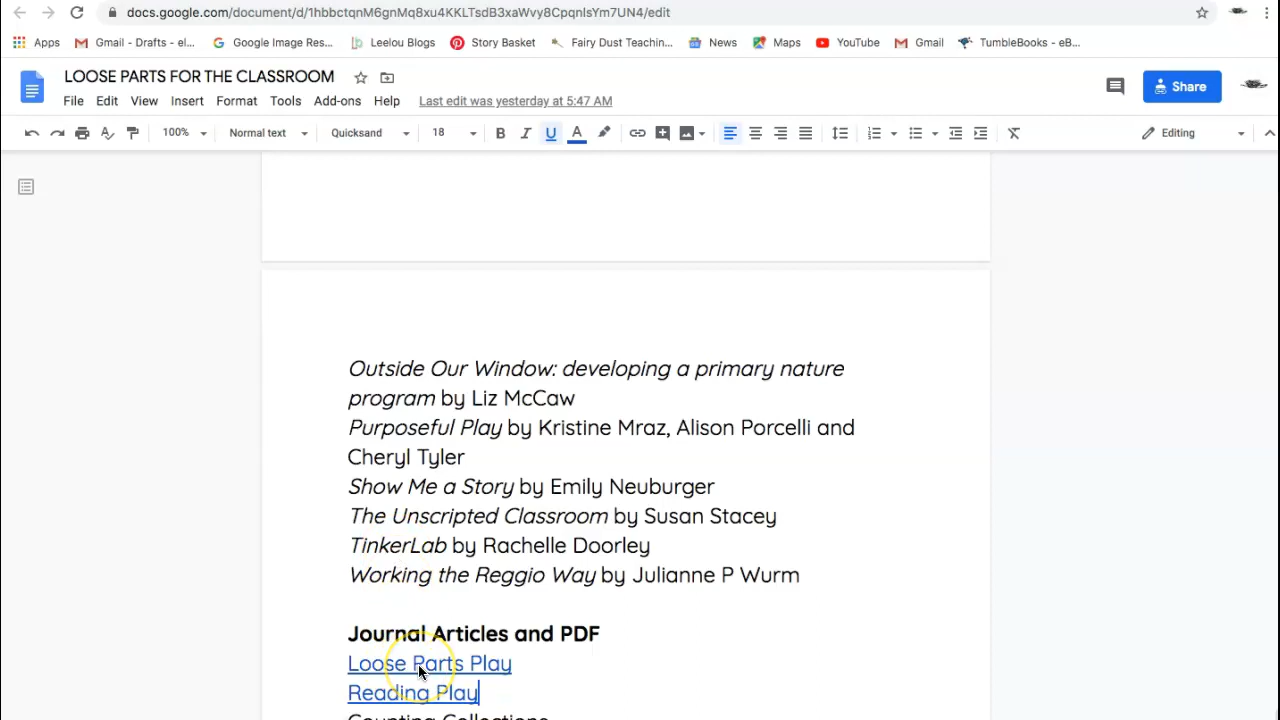 docs.google.com/document/d/1hbbctqnM6gnMq8xu4KKLTsdB3xaWvy8CpqnIsYm7UN4/edit
Apps Gmail - Drafts - el... Google Image Res... Leelou Blogs Story Basket Fairy Dust Teachin... News Maps YouTube Gmail TumbleBooks - eB...
LOOSE PARTS FOR THE CLASSROOM
Share
File Edit View Insert Format Tools Add-ons Help Last edit was yesterday at 5:47 AM
100% Normal text Quicksand 18 B I U A Editing
Outside Our Window: developing a primary nature
program by Liz McCaw
Purposeful Play by Kristine Mraz, Alison Porcelli and
Cheryl Tyler
Show Me a Story by Emily Neuburger
The Unscripted Classroom by Susan Stacey
TinkerLab by Rachelle Doorley
Working the Reggio Way by Julianne P Wurm
Journal Articles and PDF
Loose Parts Play
Reading Play
Counting Collections